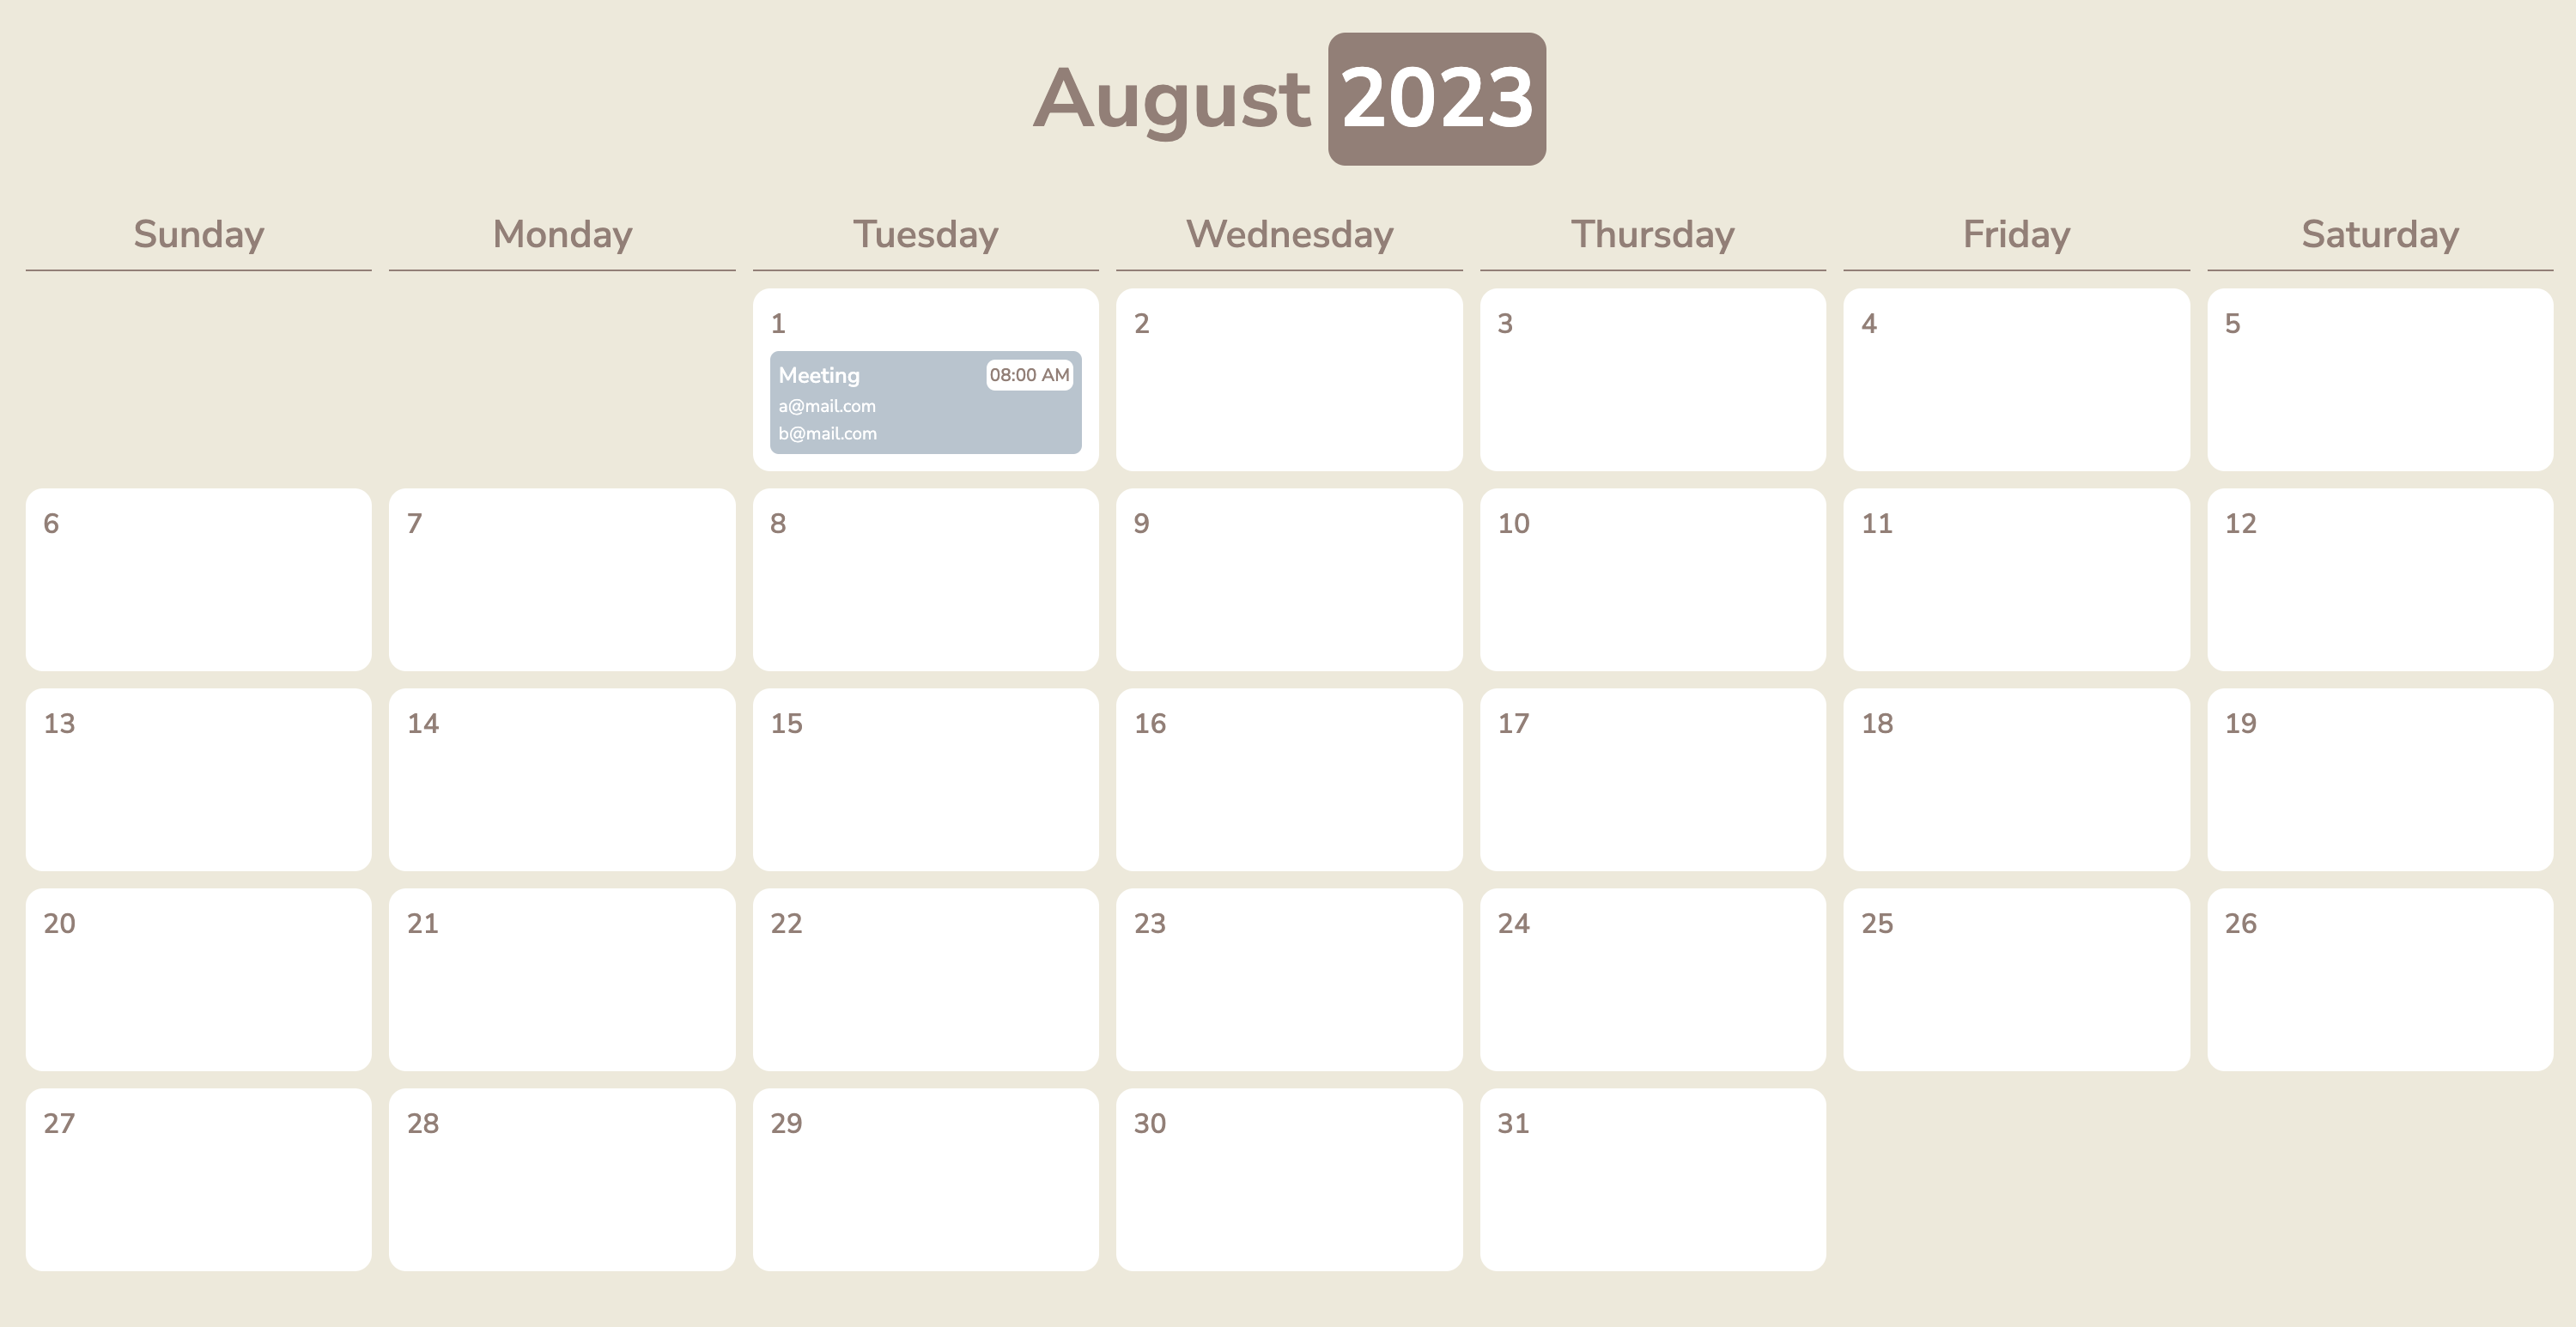 August 2023
Sunday Monday Tuesday Wednesday Thursday Friday Saturday
1 2 3 4 5
Meeting 08:00 AM
a@mail.com
b@mail.com
6 7 8 9 10 11 12
13 14 15 16 17 18 19
20 21 22 23 24 25 26
27 28 29 30 31